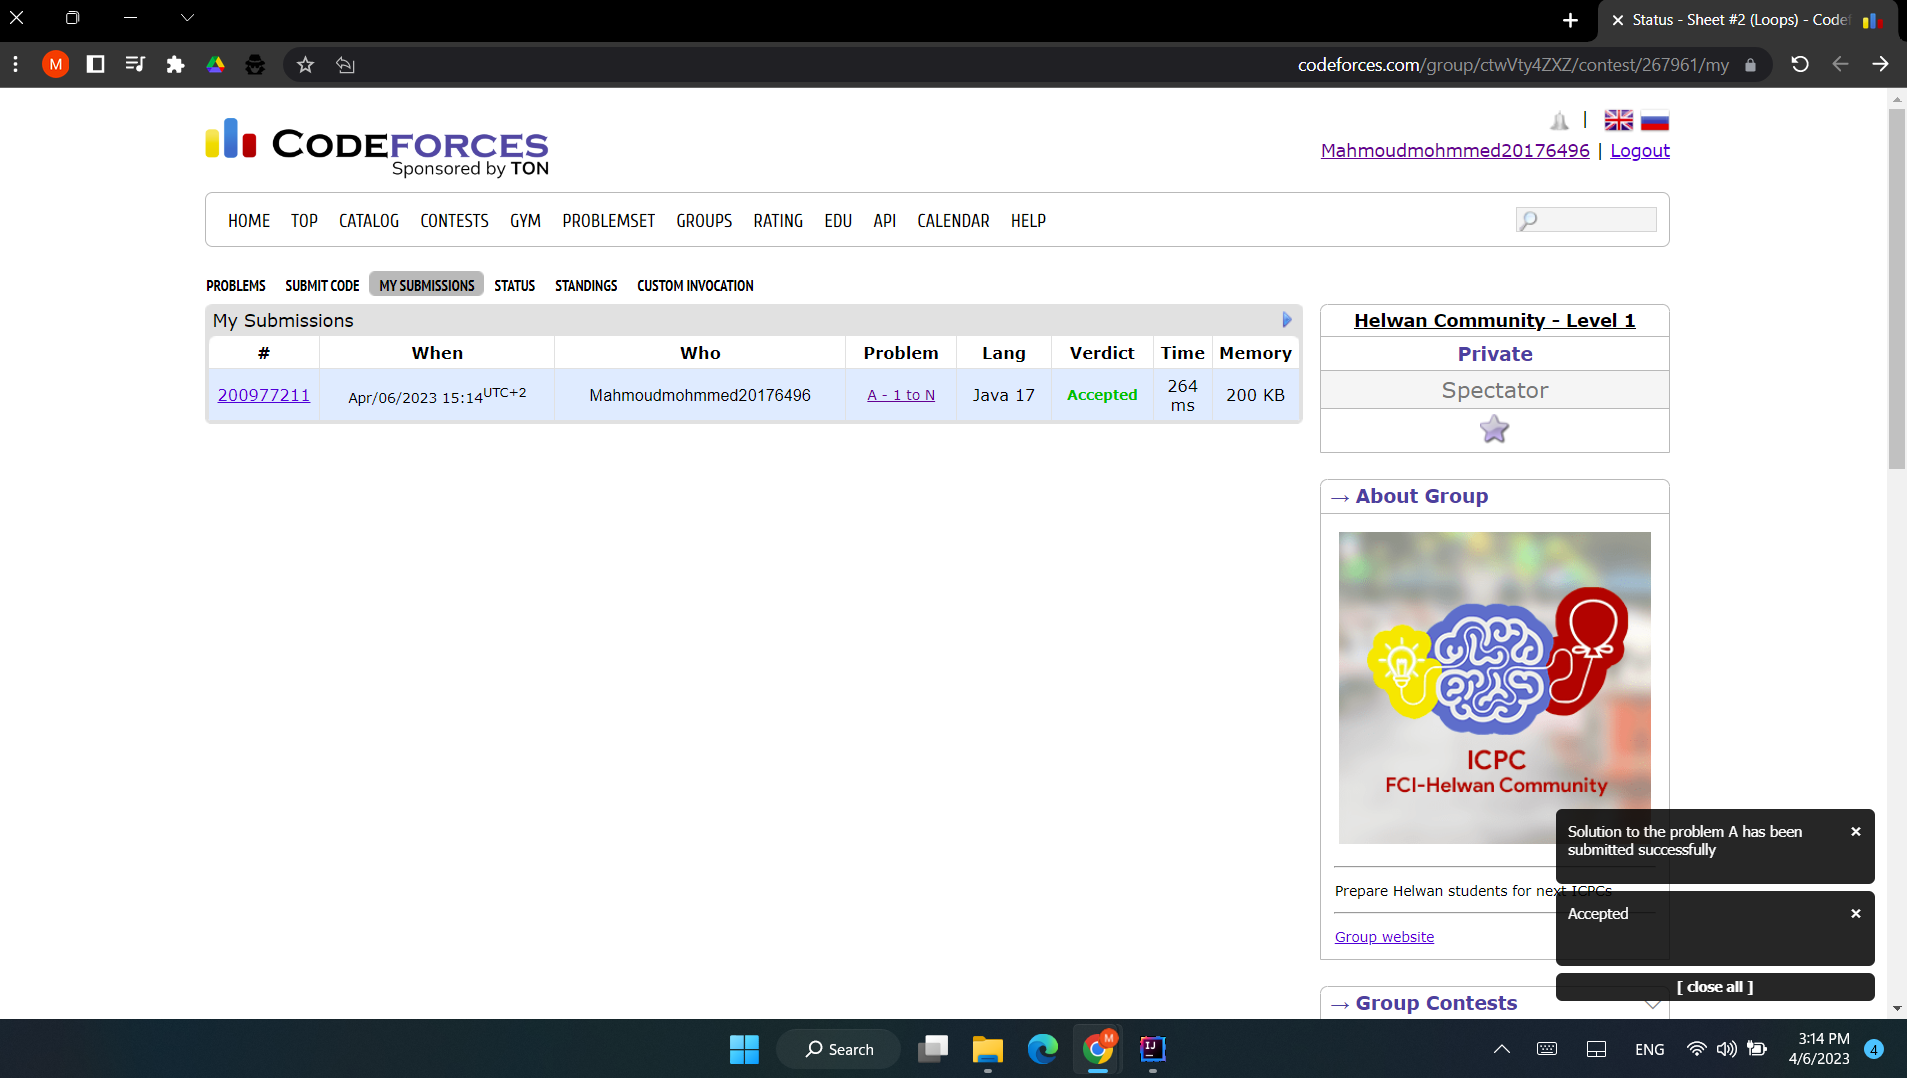 Status - Sheet #2 (Loops) - Codef
M
codeforces.com/group/ctwVty4ZXZ/contest/267961/my
CODEFORCES
Sponsored by TON
|
Mahmoudmohmmed20176496 | Logout
HOME TOP CATALOG CONTESTS GYM PROBLEMSET GROUPS RATING EDU API CALENDAR HELP
PROBLEMS SUBMIT CODE MY SUBMISSIONS STATUS STANDINGS CUSTOM INVOCATION
My Submissions
# When Who Problem Lang Verdict Time Memory
200977211 Apr/06/2023 15:14UTC+2 Mahmoudmohmmed20176496 A - 1 to N Java 17 Accepted 264 ms 200 KB
Helwan Community - Level 1
Private
Spectator
→ About Group
ICPC
FCI-Helwan Community
Prepare Helwan students for next ICPCs
Group website
→ Group Contests
Solution to the problem A has been
submitted successfully
Accepted
[ close all ]
Search
M
IJ
ENG
3:14 PM
4/6/2023
4